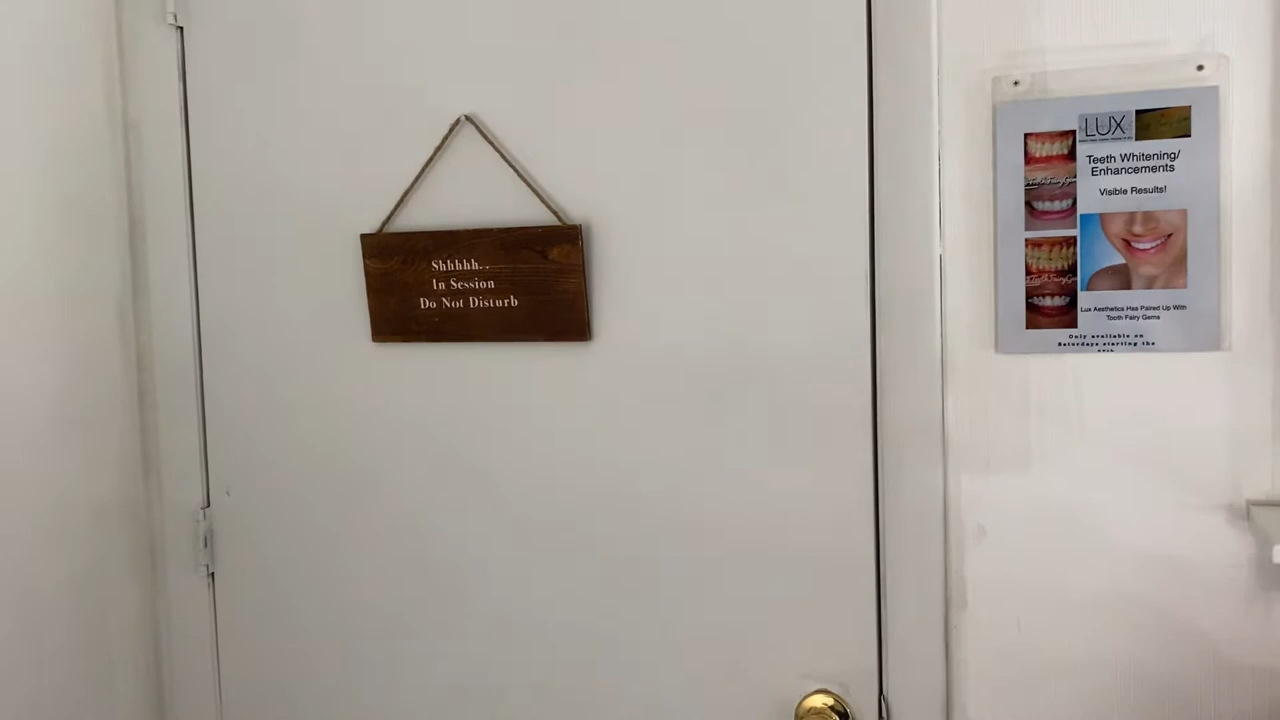 Shhhhh..
In Session
Do Not Disturb
LUX
Teeth Whitening/
Enhancements
Visible Results!
Lux Aesthetics Has Paired Up With
Tooth Fairy Gems
Only available on
Saturdays starting the